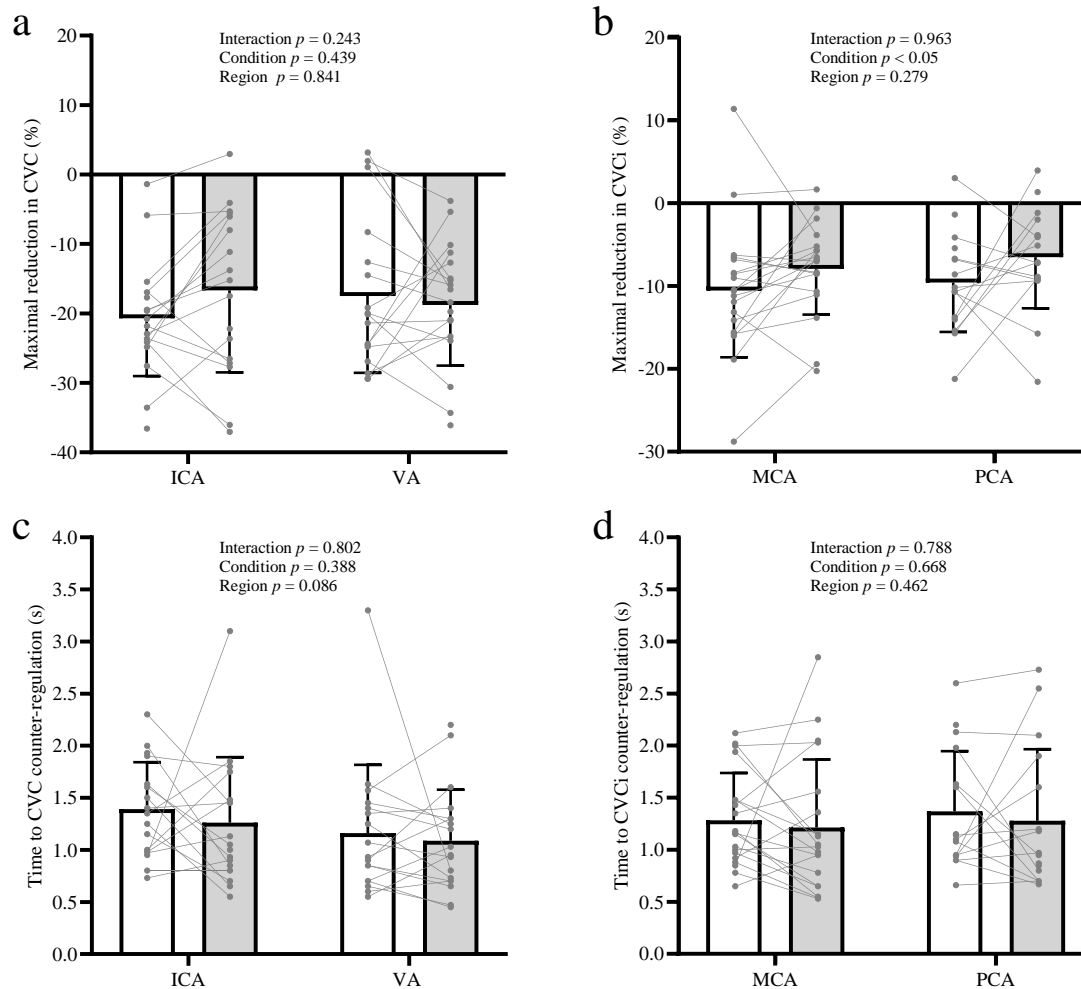 a
Interaction p = 0.243
Condition p = 0.439
Region p = 0.841
Maximal reduction in CVC (%)
20
10
0
-10
-20
-30
-40
ICA
VA
b
Interaction p = 0.963
Condition p < 0.05
Region p = 0.279
Maximal reduction in CVCi (%)
20
10
0
-10
-20
-30
MCA
PCA
c
Interaction p = 0.802
Condition p = 0.388
Region p = 0.086
Time to CVC counter-regulation (s)
4.0
3.5
3.0
2.5
2.0
1.5
1.0
0.5
0.0
ICA
VA
d
Interaction p = 0.788
Condition p = 0.668
Region p = 0.462
Time to CVCi counter-regulation (s)
4.0
3.5
3.0
2.5
2.0
1.5
1.0
0.5
0.0
MCA
PCA